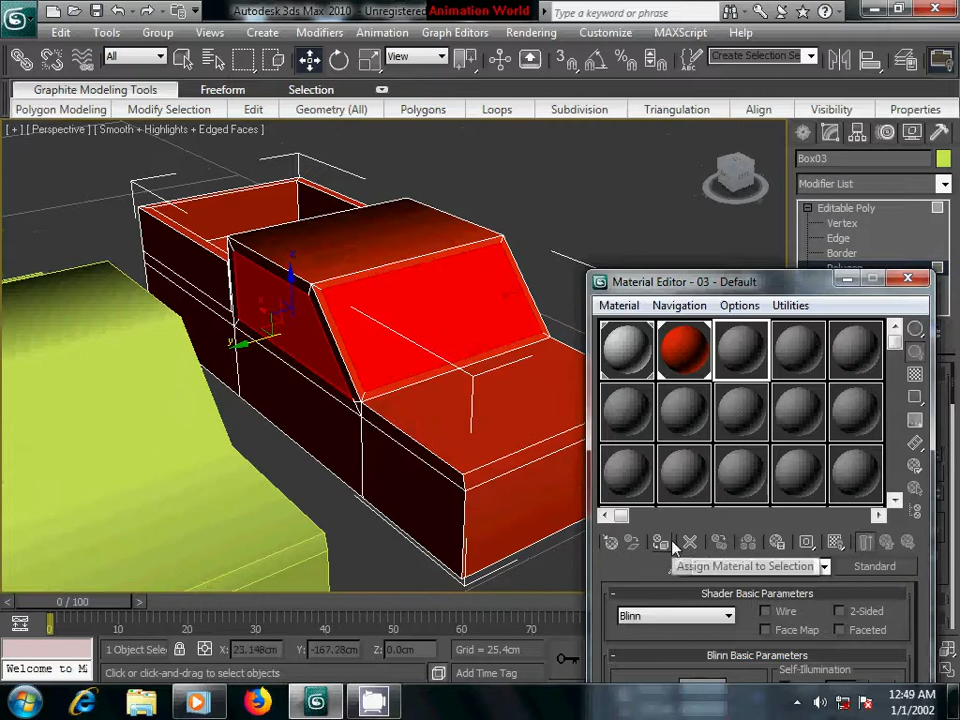 Autodesk 3ds Max 2010 - Unregistered Animation World
Type a keyword or phrase
Edit Tools Group Views Create Modifiers Animation Graph Editors Rendering Customize MAXScript Help
All View Create Selection Se
Graphite Modeling Tools Freeform Selection
Polygon Modeling Modify Selection Edit Geometry (All) Polygons Loops Subdivision Triangulation Align Visibility Properties
[ + ] [ Perspective ] [ Smooth + Highlights + Edged Faces ]
Box03
Modifier List
Editable Poly
Vertex
Edge
Border
z
y
Material Editor - 03 - Default
Material Navigation Options Utilities
Assign Material to Selection Standard
Shader Basic Parameters
Blinn Wire 2-Sided
Face Map Faceted
Blinn Basic Parameters
Self-Illumination
0 / 100
0 10 20 30 40 50 60 70
1 Object Sele X: 23.148cm Y: -167.28cm Z: 0.0cm Grid = 25.4cm
Welcome to M Click or click-and-drag to select objects Add Time Tag
12:49 AM
1/1/2002